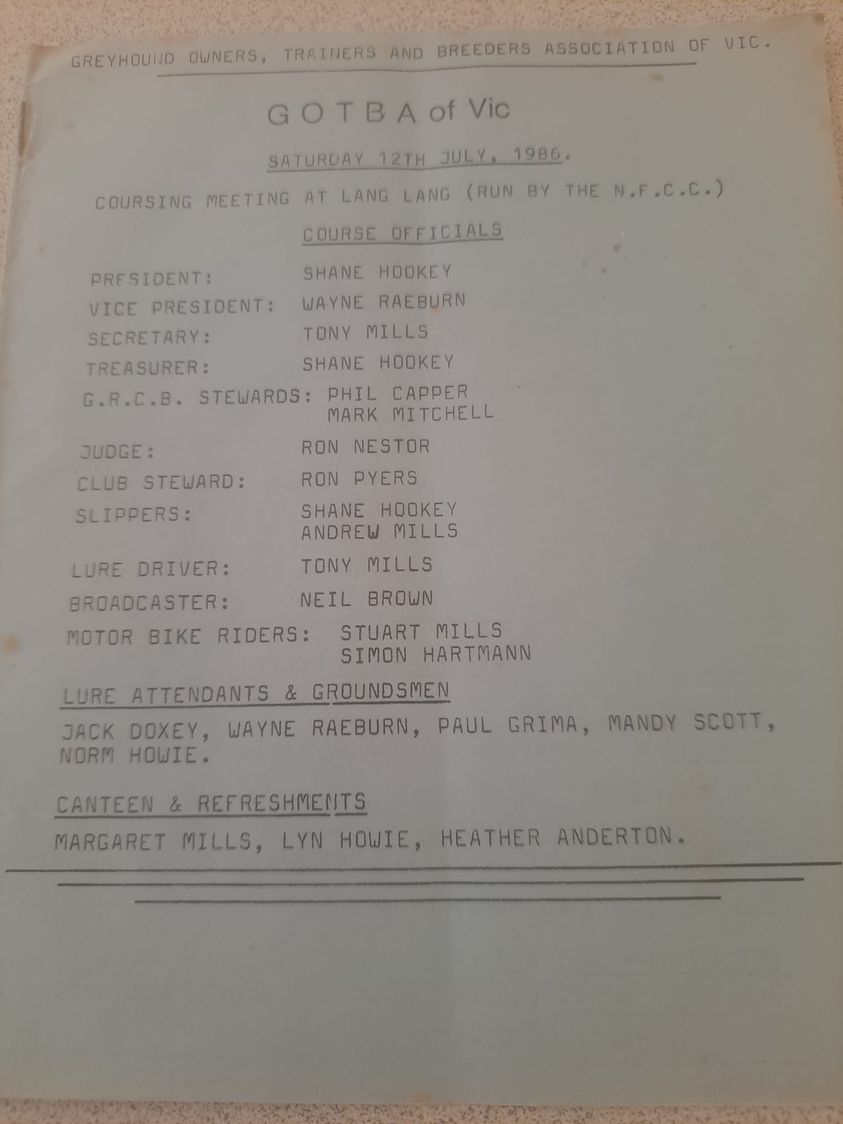 GREYHOUND OWNERS, TRAINERS AND BREEDERS ASSOCIATION OF VIC.
GOTBA of Vic
SATURDAY 12TH JULY, 1986.
COURSING MEETING AT LANG LANG (RUN BY THE N.F.C.C.)
COURSE OFFICIALS
PRESIDENT: SHANE HOOKEY
VICE PRESIDENT: WAYNE RAEBURN
SECRETARY: TONY MILLS
TREASURER: SHANE HOOKEY
G.R.C.B. STEWARDS: PHIL CAPPER
MARK MITCHELL
JUDGE: RON NESTOR
CLUB STEWARD: RON PYERS
SLIPPERS: SHANE HOOKEY
ANDREW MILLS
LURE DRIVER: TONY MILLS
BROADCASTER: NEIL BROWN
MOTOR BIKE RIDERS: STUART MILLS
SIMON HARTMANN
LURE ATTENDANTS & GROUNDSMEN
JACK DOXEY, WAYNE RAEBURN, PAUL GRIMA, MANDY SCOTT,
NORM HOWIE.
CANTEEN & REFRESHMENTS
MARGARET MILLS, LYN HOWIE, HEATHER ANDERTON.